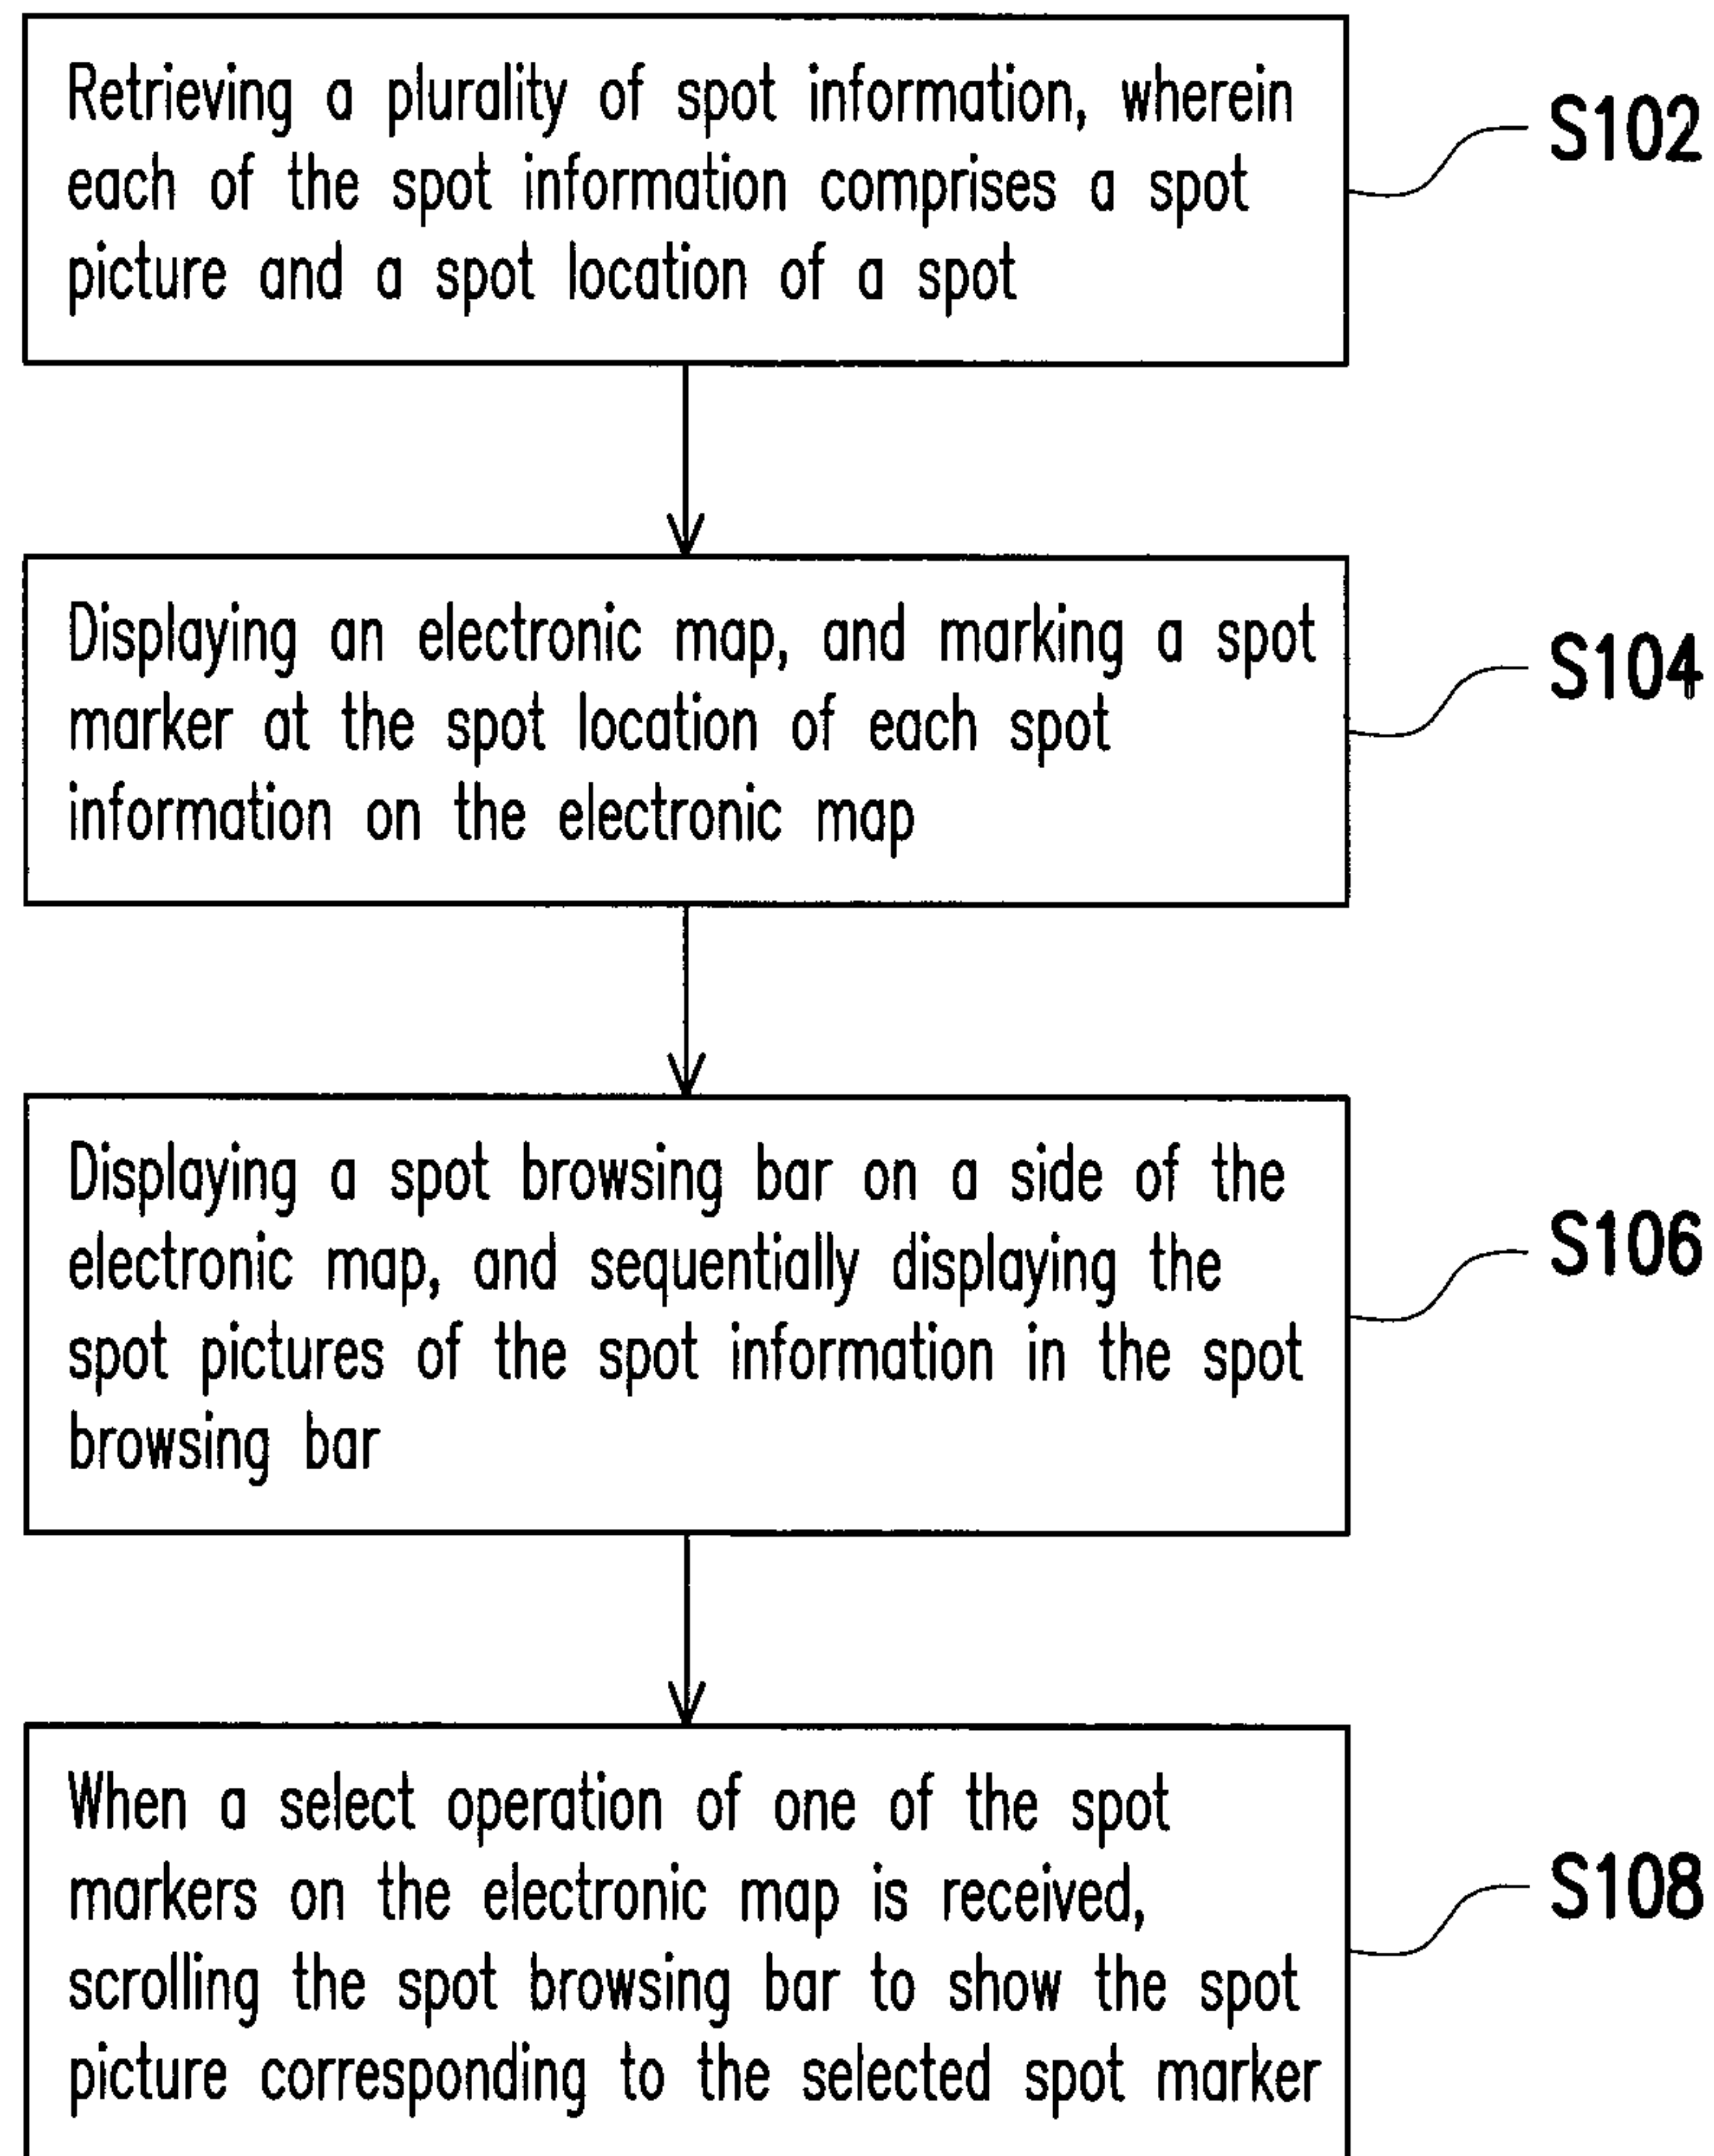 Retrieving a plurality of spot information, wherein
each of the spot information comprises a spot
picture and a spot location of a spot
S102
Displaying an electronic map, and marking a spot
marker at the spot location of each spot
information on the electronic map
S104
Displaying a spot browsing bar on a side of the
electronic map, and sequentially displaying the
spot pictures of the spot information in the spot
browsing bar
S106
When a select operation of one of the spot
markers on the electronic map is received,
scrolling the spot browsing bar to show the spot
picture corresponding to the selected spot marker
S108